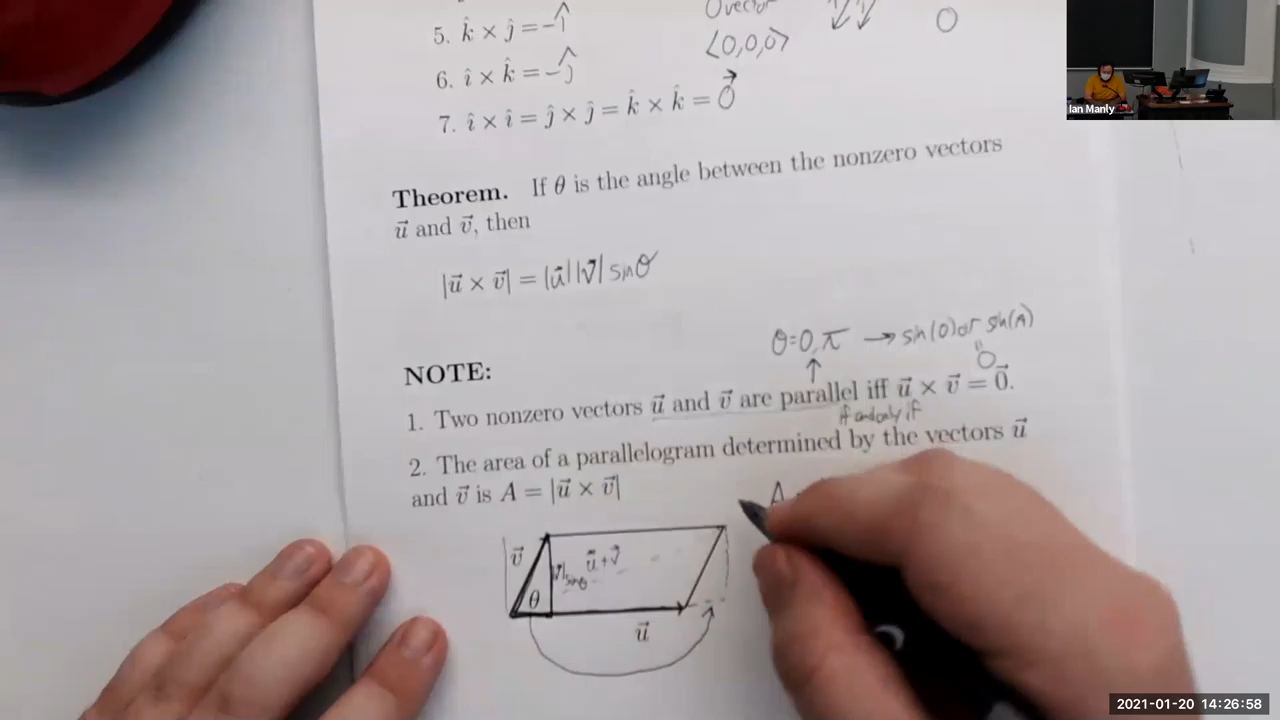 0 vector
5. k̂ × ĵ = -î
⟨0,0,0⟩
0
6. î × k̂ = -ĵ
7. î × î = ĵ × ĵ = k̂ × k̂ = 0⃗
Ian Manly
Theorem. If θ is the angle between the nonzero vectors
u⃗ and v⃗, then
|u⃗ × v⃗| = |u⃗||v⃗| sinθ
θ=0,π → sin(0) or sin(π)
"
0
NOTE:
1. Two nonzero vectors u⃗ and v⃗ are parallel iff u⃗ × v⃗ = 0⃗.
if and only if
2. The area of a parallelogram determined by the vectors u⃗
and v⃗ is A = |u⃗ × v⃗|
A
v⃗
|v⃗| sinθ
u⃗+v⃗
θ
u⃗
2021-01-20 14:26:58